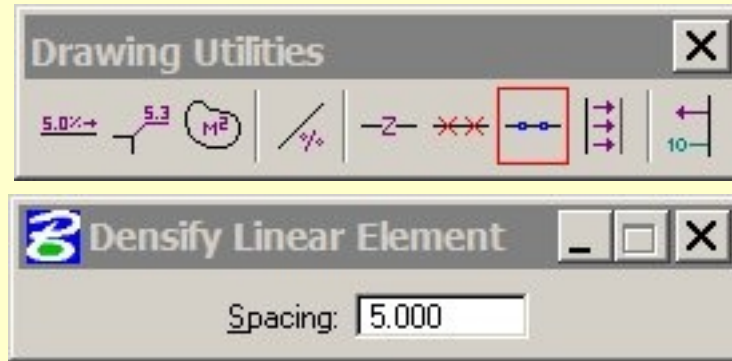 Drawing Utilities
5.0%→ 5.3 M² % Z 10
Densify Linear Element
Spacing: 5.000